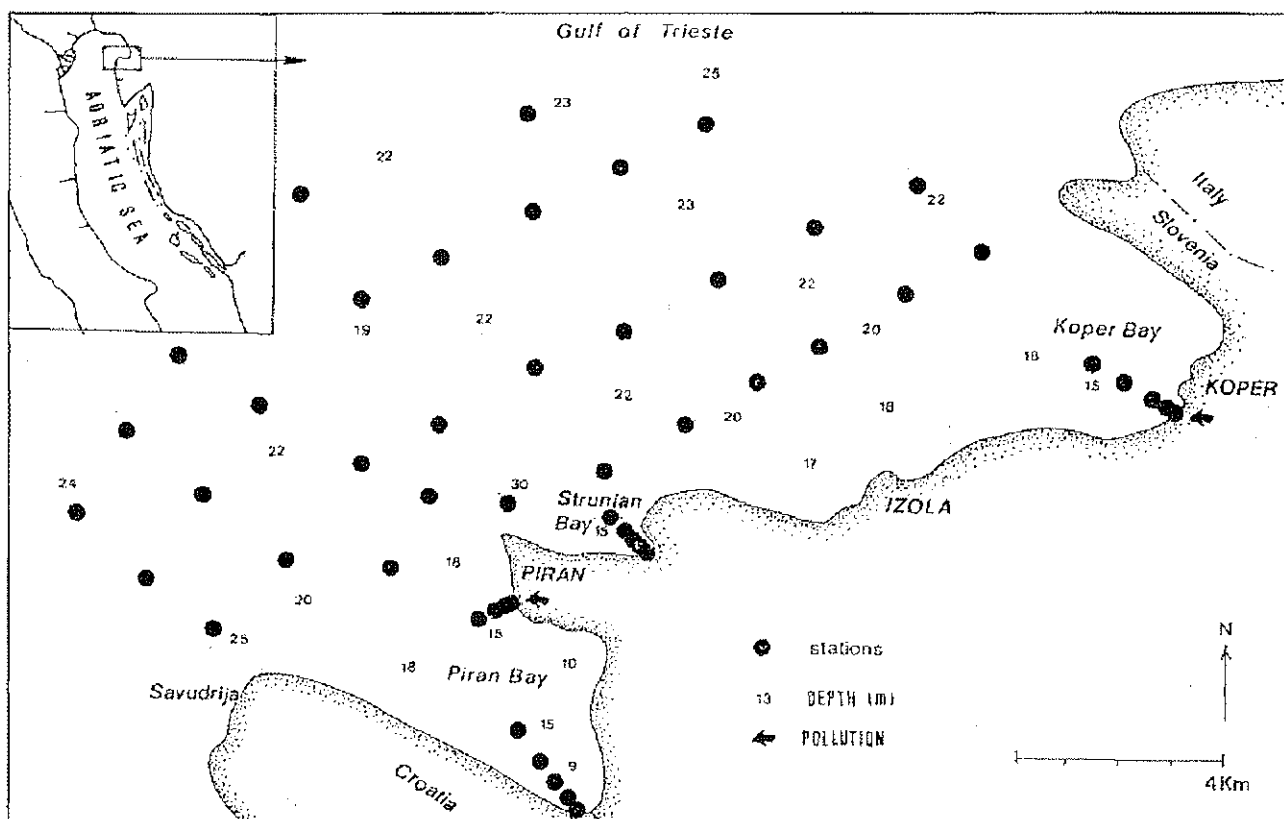 Gulf of Trieste
ADRIATIC SEA
25
23
22
23
22
Italy
Slovenia
22
19
22
20
Koper Bay
18
15
KOPER
22
20
18
22
17
24
30
Strunjan
Bay
15
IZOLA
18
PIRAN
20
15
25
18
Piran Bay
10
Savudrija
15
9
Croatia
stations
13 DEPTH (m)
POLLUTION
N
4Km